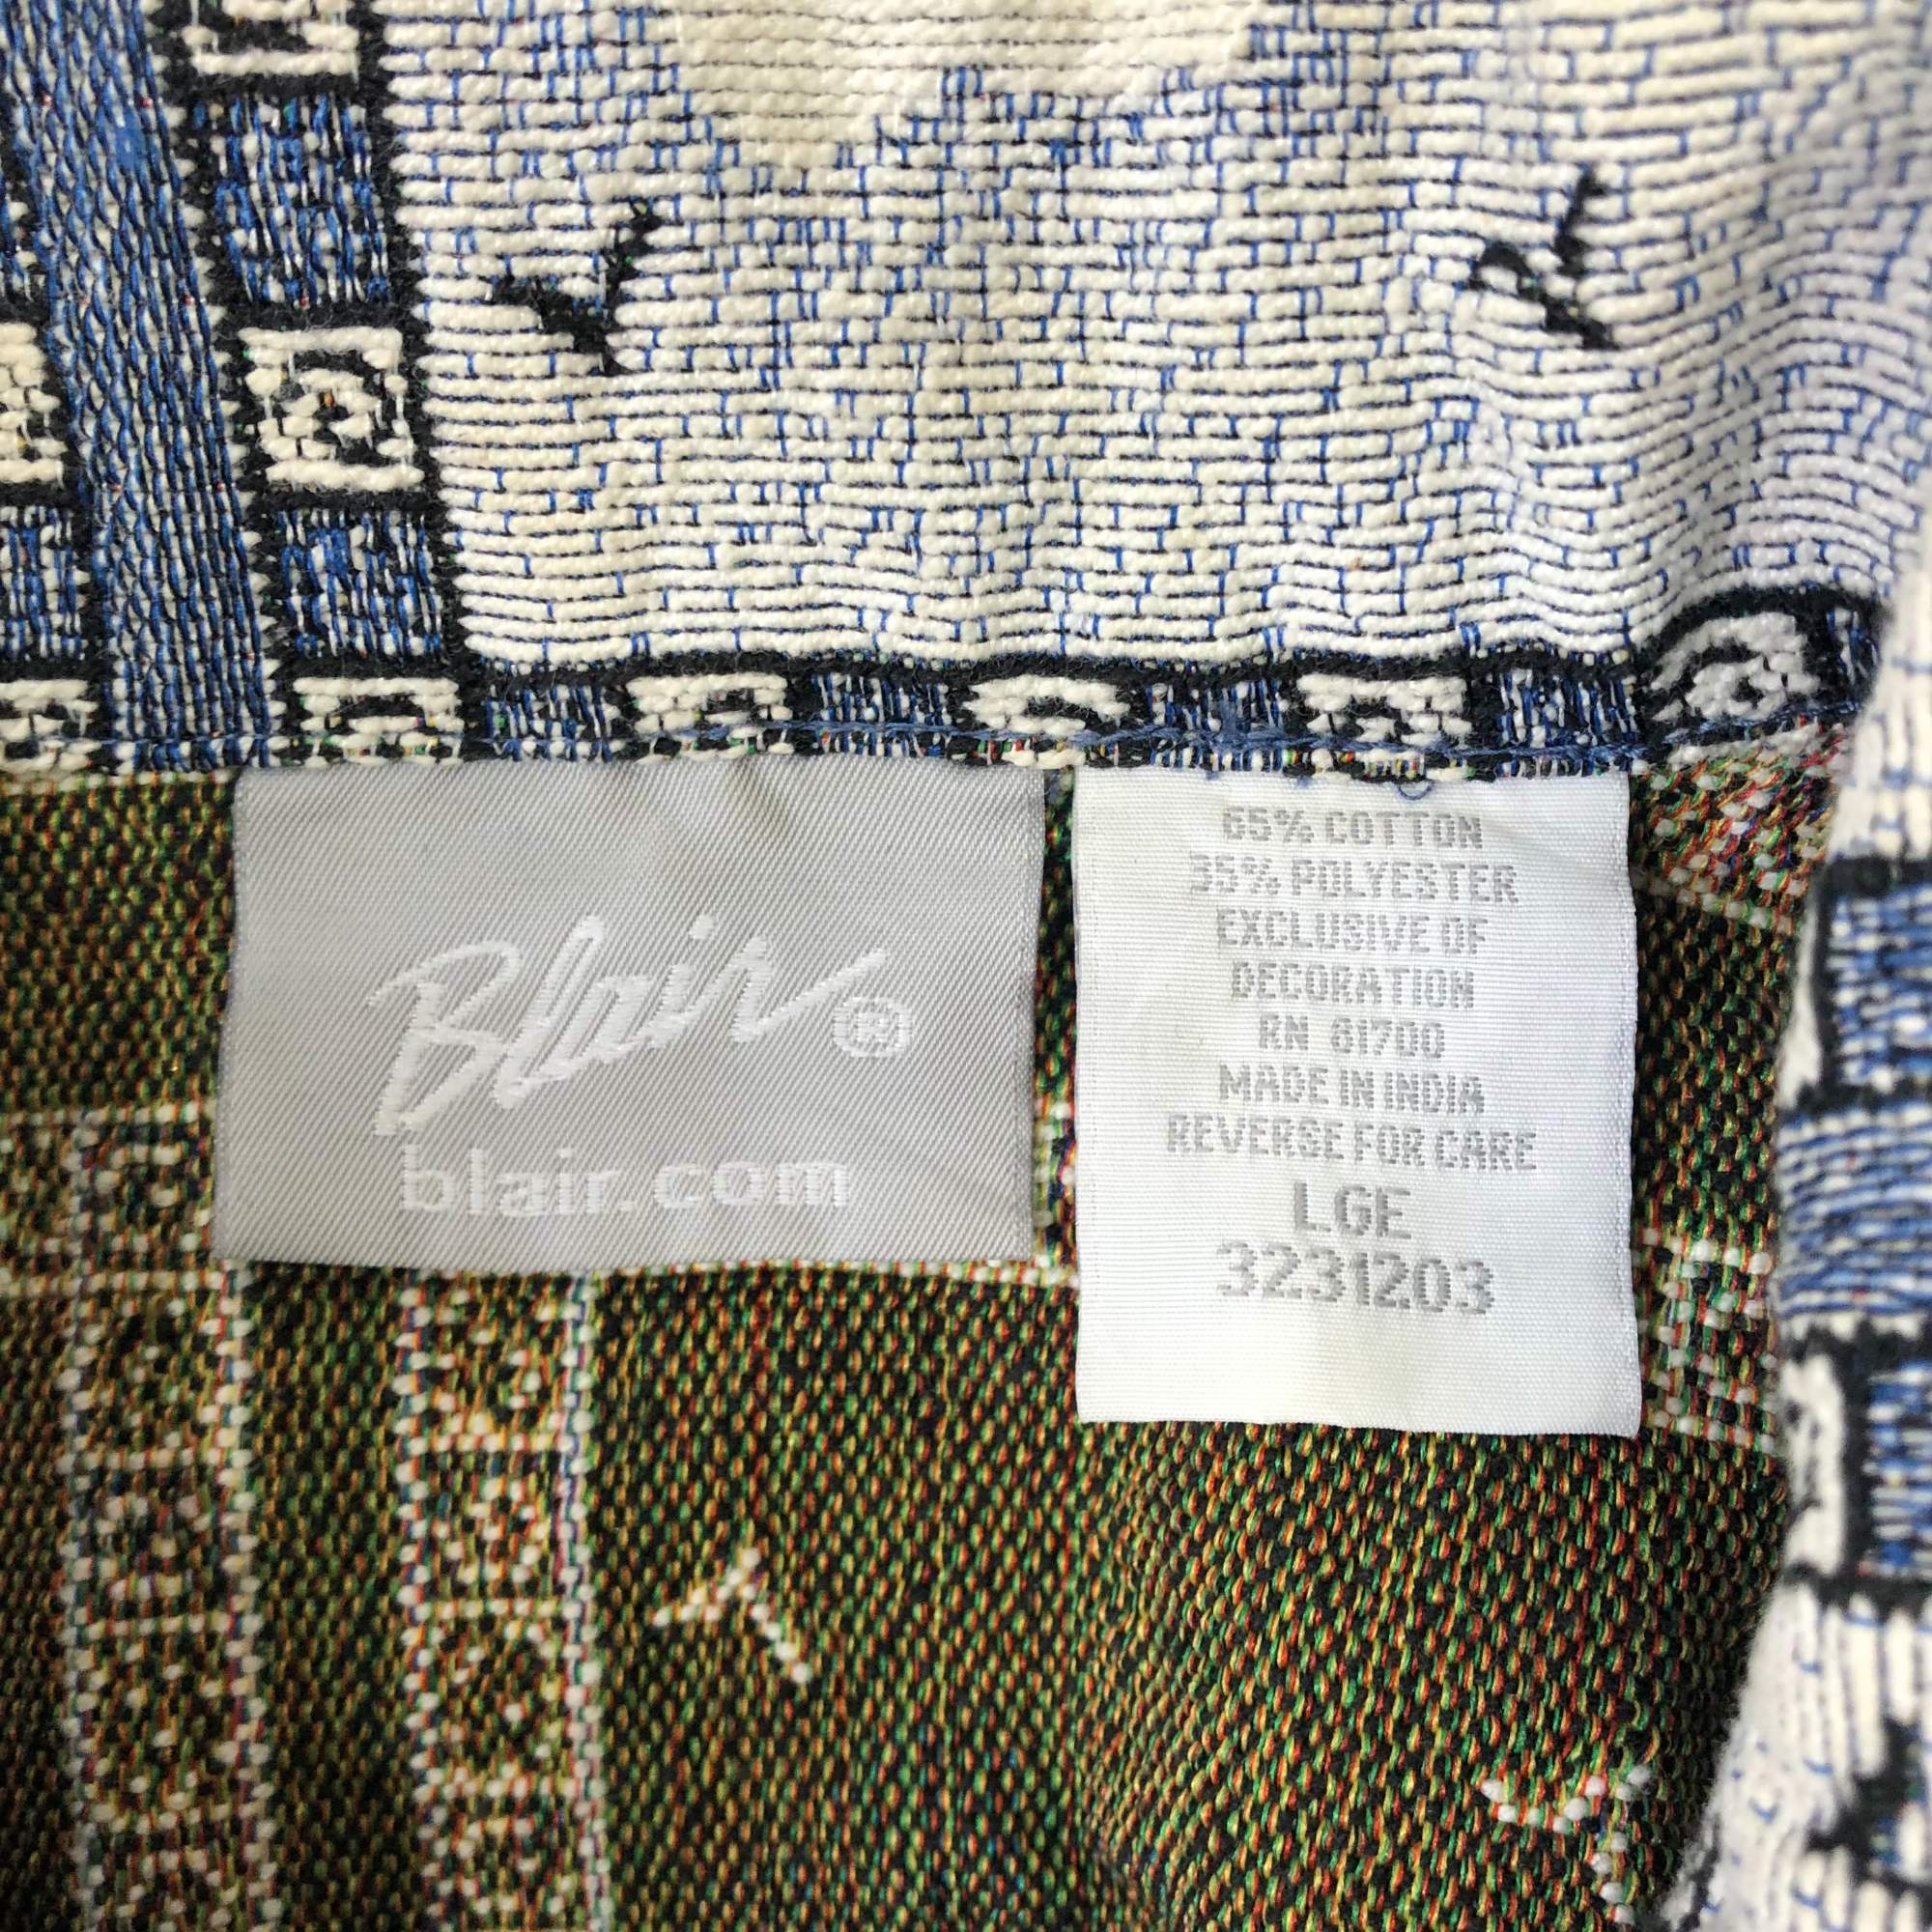 Blair®
blair.com
65% COTTON
35% POLYESTER
EXCLUSIVE OF
DECORATION
RN 61700
MADE IN INDIA
REVERSE FOR CARE
LGE
3231203